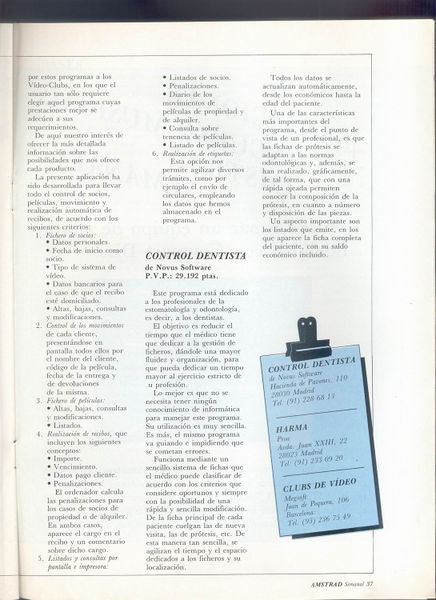 por estos programas a los
Vídeo-Clubs, en los que el
usuario tan sólo requiere
elegir aquel programa cuyas
prestaciones mejor se
adecúen a sus
requerimientos.
De aquí nuestro interés de
ofrecer la más detallada
información sobre las
posibilidades que nos ofrece
cada producto.
La presente aplicación ha
sido desarrollada para llevar
todo el control de socios,
películas, movimiento y
realización automática de
recibos, de acuerdo con los
siguientes criterios:
1. Fichero de socios:
• Datos personales.
• Fecha de inicio como
socio.
• Tipo de sistema de
vídeo.
• Datos bancarios para
el caso de que el recibo
esté domiciliado.
• Altas, bajas, consultas
y modificaciones.
2. Control de los movimientos
de cada cliente,
presentándose en
pantalla todos ellos por
el nombre del cliente,
código de la película,
fecha de la entrega y
de devoluciones
de la misma.
3. Fichero de películas:
• Altas, bajas, consultas
y modificaciones.
• Listados.
4. Realización de recibos, que
incluyen los siguientes
conceptos:
• Importe.
• Vencimiento.
• Datos pago cliente.
• Penalizaciones.
El ordenador calcula
las penalizaciones para
los casos de socios de
propiedad o de alquiler.
En ambos casos,
aparece el cargo en el
recibo y un comentario
sobre dicho cargo.
5. Listados y consultas por
pantalla e impresora:
• Listados de socios.
• Penalizaciones.
• Diario de los
movimientos de
películas de propiedad y
de alquiler.
• Consulta sobre
tenencia de películas.
• Listado de películas.
6. Realización de etiquetas:
Esta opción nos
permite agilizar diversos
trámites, como por
ejemplo el envío de
circulares, empleando
los datos que hemos
almacenado en el
programa.
CONTROL DENTISTA
de Novus Software
P.V.P.: 29.192 ptas.
Este programa está dedicado
a los profesionales de la
estomatología y odontología,
es decir, a los dentistas.
El objetivo es reducir el
tiempo que el médico tiene
que dedicar a la gestión de
ficheros, dándole una mayor
fluidez y organización, para
que pueda dedicar un tiempo
mayor al ejercicio estricto de
su profesión.
Lo mejor es que no se
necesita tener ningún
conocimiento de informática
para manejar este programa.
Su utilización es muy sencilla.
Es más, el mismo programa
va guiando e impidiendo que
se cometan errores.
Funciona mediante un
sencillo sistema de fichas que
el médico puede clasificar de
acuerdo con los criterios que
considere oportunos y siempre
con la posibilidad de una
rápida y sencilla modificación.
De la ficha principal de cada
paciente cuelgan las de nueva
visita, las de prótesis, etc. De
esta manera tan sencilla, se
agilizan el tiempo y el espacio
dedicados a los ficheros y su
localización.
Todos los datos se
actualizan automáticamente,
desde los económicos hasta la
edad del paciente.
Una de las características
más importantes del
programa, desde el punto de
vista de un profesional, es que
las fichas de prótesis se
adaptan a las normas
odontológicas y, además, se
han realizado, gráficamente,
de tal forma, que con una
rápida ojeada permiten
conocer la composición de la
prótesis, en cuanto a número
y disposición de las piezas.
Un aspecto importante son
los listados que emite, en los
que aparece la ficha completa
del paciente, con su saldo
económico incluido.
CONTROL DENTISTA
de Novus Software
Hacienda de Pavones, 110
28030 Madrid
Tel. (91) 228 68 13
HARMA
Pros
Avda. Juan XXIII, 22
28023 Madrid
Tel. (91) 233 09 20
CLUBS DE VÍDEO
Megsoft
Juan de Peguera, 106
Barcelona
Tel. (93) 256 75 49
AMSTRAD Semanal 37